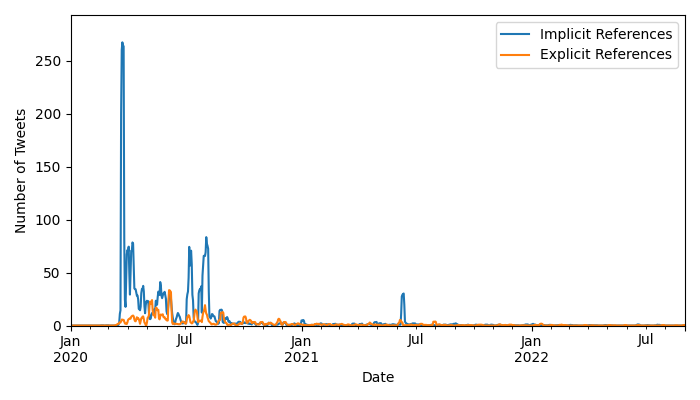 Implicit References
Explicit References
Number of Tweets
250
200
150
100
50
0
Jan
2020
Jul
Jan
2021
Jul
Jan
2022
Jul
Date